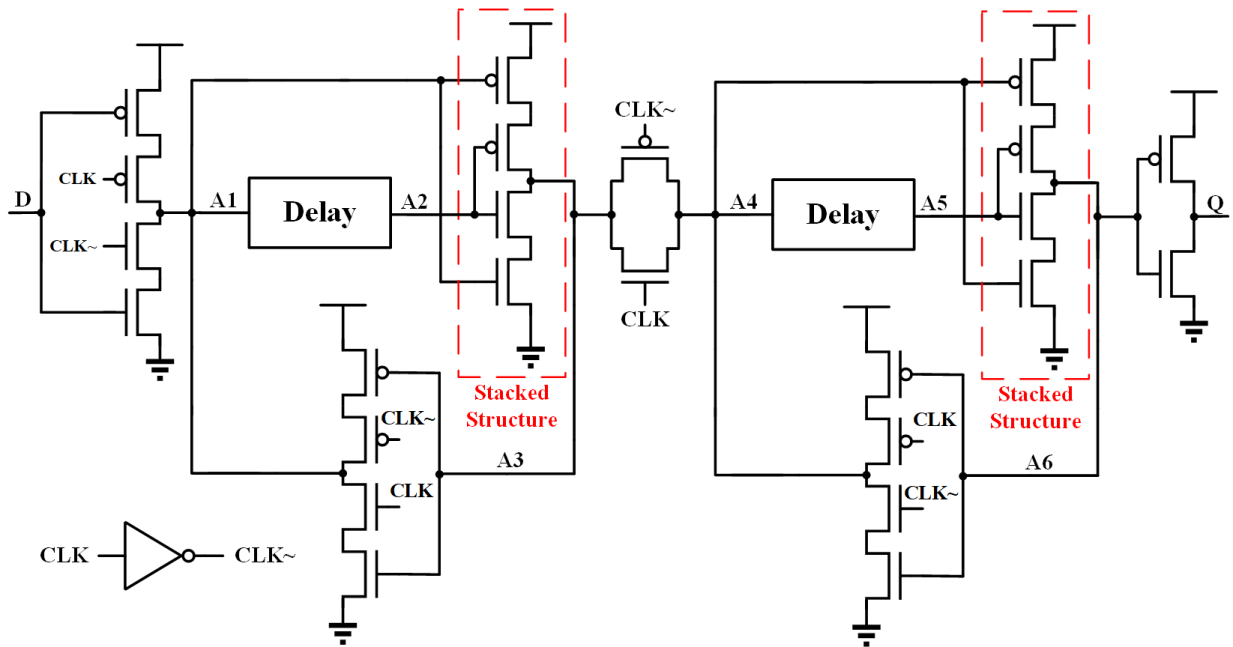 CLK~
D
CLK
CLK~
A1
Delay
A2
CLK
A4
Delay
A5
Q
Stacked
Structure
Stacked
Structure
CLK~
CLK
A3
CLK
CLK~
A6
CLK
CLK~